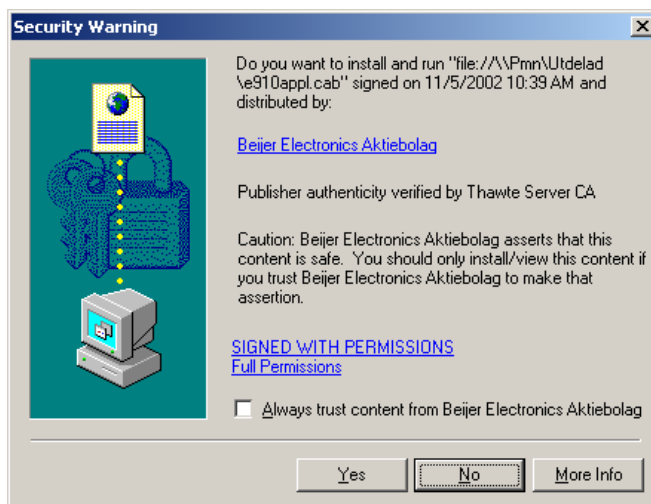 Security Warning
Do you want to install and run "file://\\Pmn\Utdelad
\e910appl.cab" signed on 11/5/2002 10:39 AM and
distributed by:
Beijer Electronics Aktiebolag
Publisher authenticity verified by Thawte Server CA
Caution: Beijer Electronics Aktiebolag asserts that this
content is safe.  You should only install/view this content if
you trust Beijer Electronics Aktiebolag to make that
assertion.
SIGNED WITH PERMISSIONS
Full Permissions
Always trust content from Beijer Electronics Aktiebolag
Yes No More Info